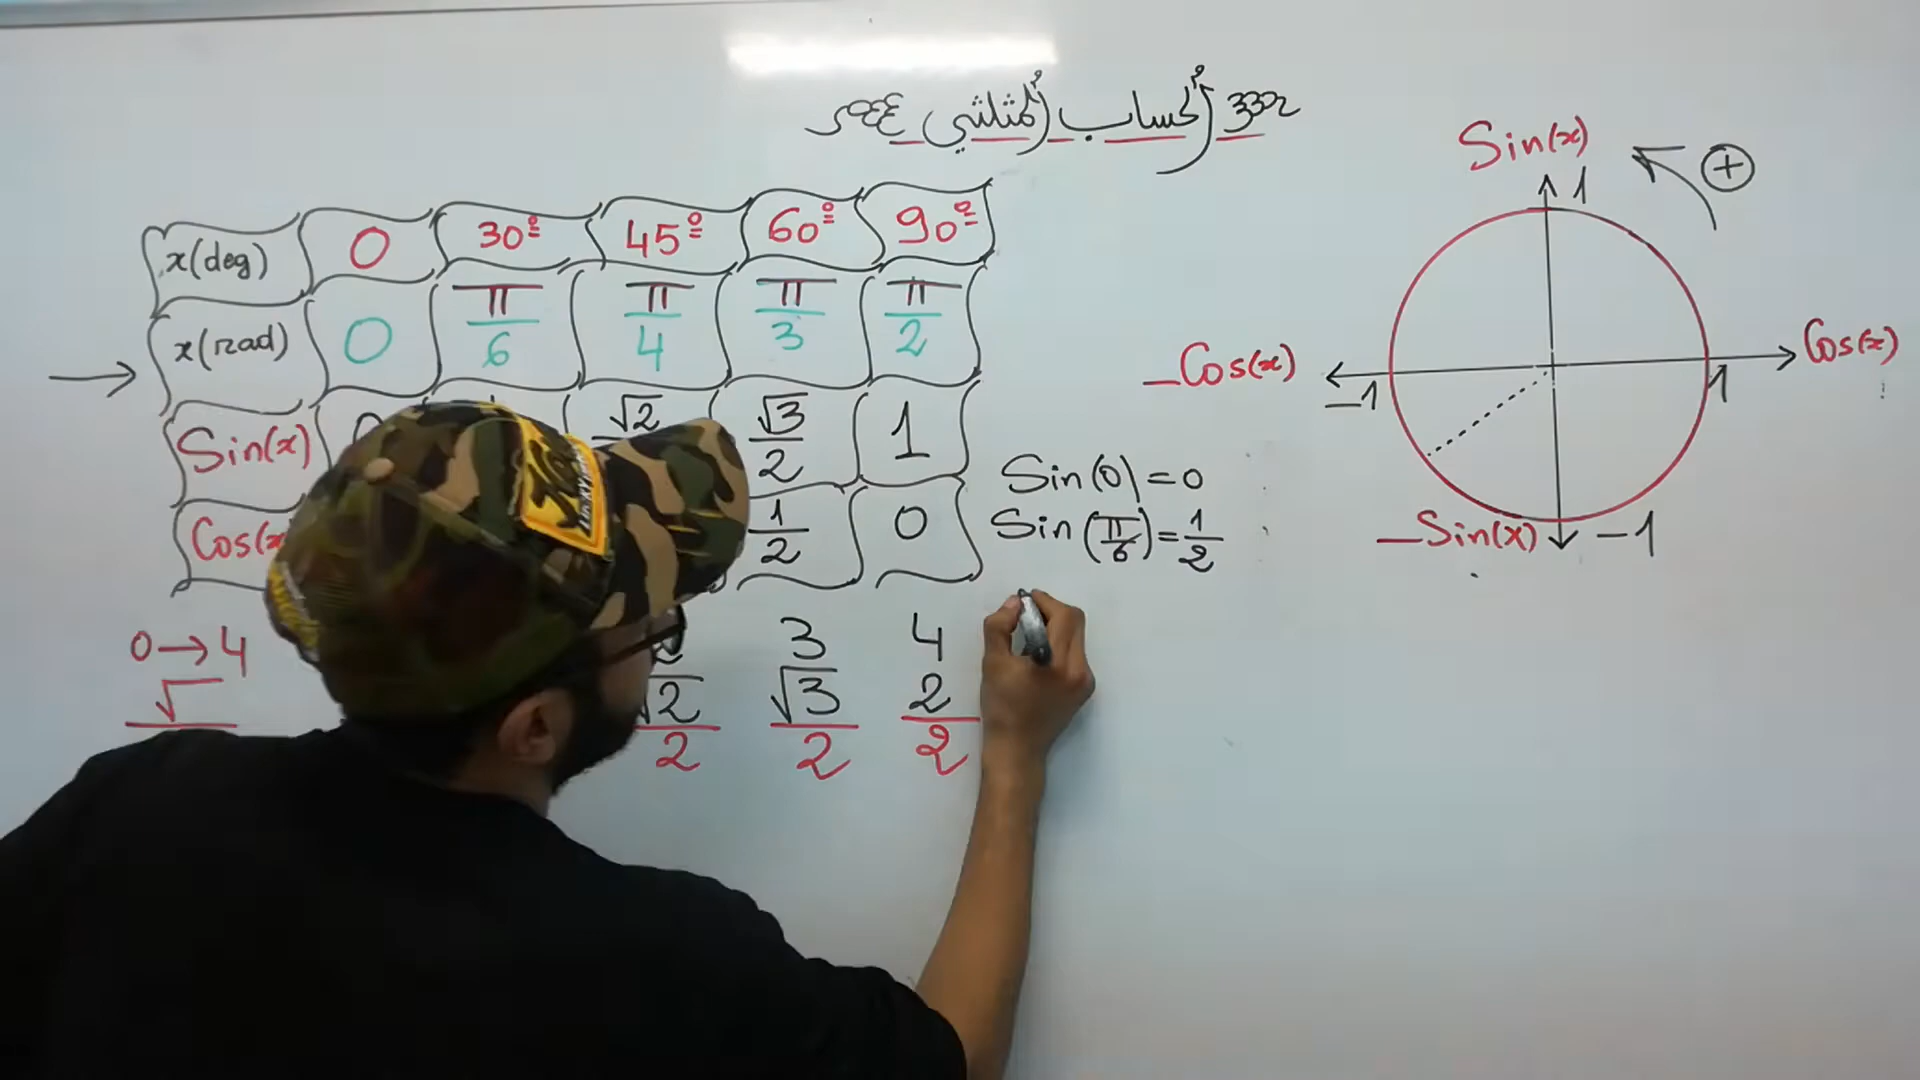 الحساب المثلثي
x(deg) 0 30° 45° 60° 90°
x(rad) 0 π/6 π/4 π/3 π/2
Sin(x) √2 √3/2 1
Cos(x) 1/2 0
Sin(0)=0
Sin(π/6)=1/2
0→4 3 4
√ √2/2 √3/2 2/2
Sin(x)
1
+
Cos(x)
1
-Cos(x)
-1
-Sin(x)
-1